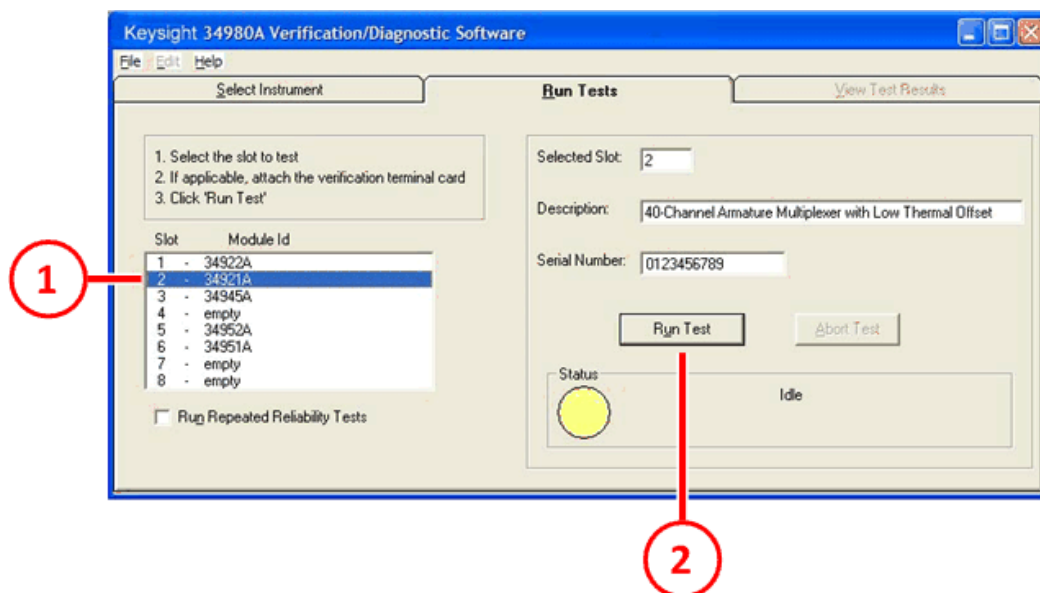 Keysight 34980A Verification/Diagnostic Software
File Edit Help
Select Instrument
Run Tests
View Test Results
1. Select the slot to test
2. If applicable, attach the verification terminal card
3. Click 'Run Test'
Slot Module Id
1 - 34922A
2 - 34921A
3 - 34945A
4 - empty
5 - 34952A
6 - 34951A
7 - empty
8 - empty
Run Repeated Reliability Tests
Selected Slot: 2
Description: 40-Channel Armature Multiplexer with Low Thermal Offset
Serial Number: 0123456789
Run Test
Abort Test
Status
Idle
1
2